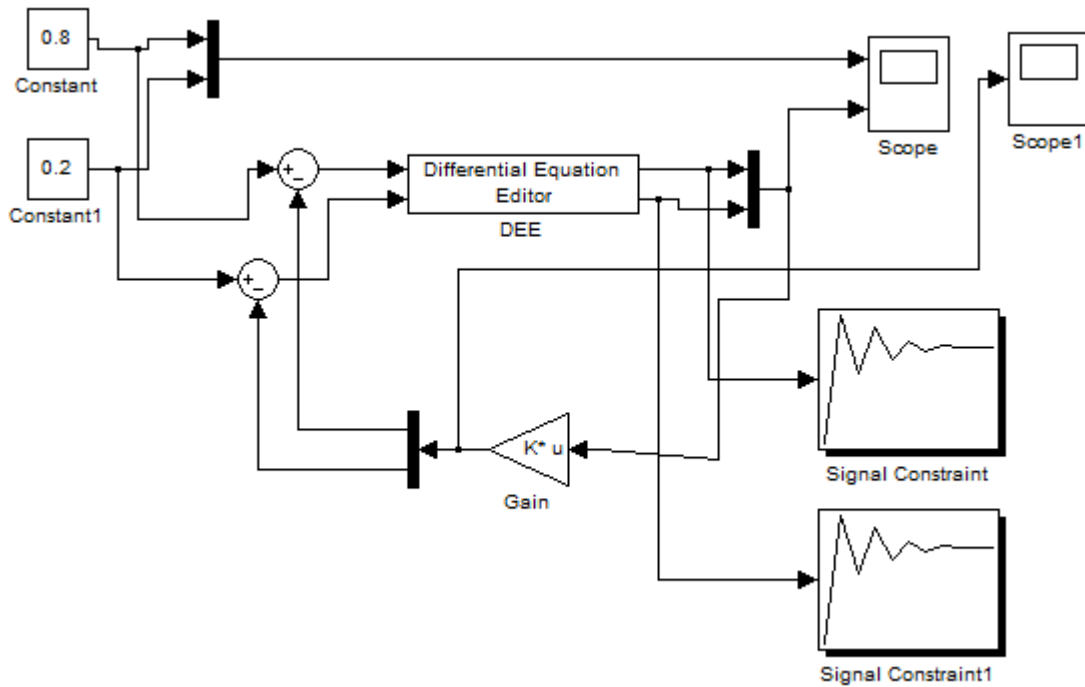 0.8
Constant
0.2
Constant1
+
−
+
−
Differential Equation
Editor
DEE
Scope
Scope1
K* u
Gain
Signal Constraint
Signal Constraint1